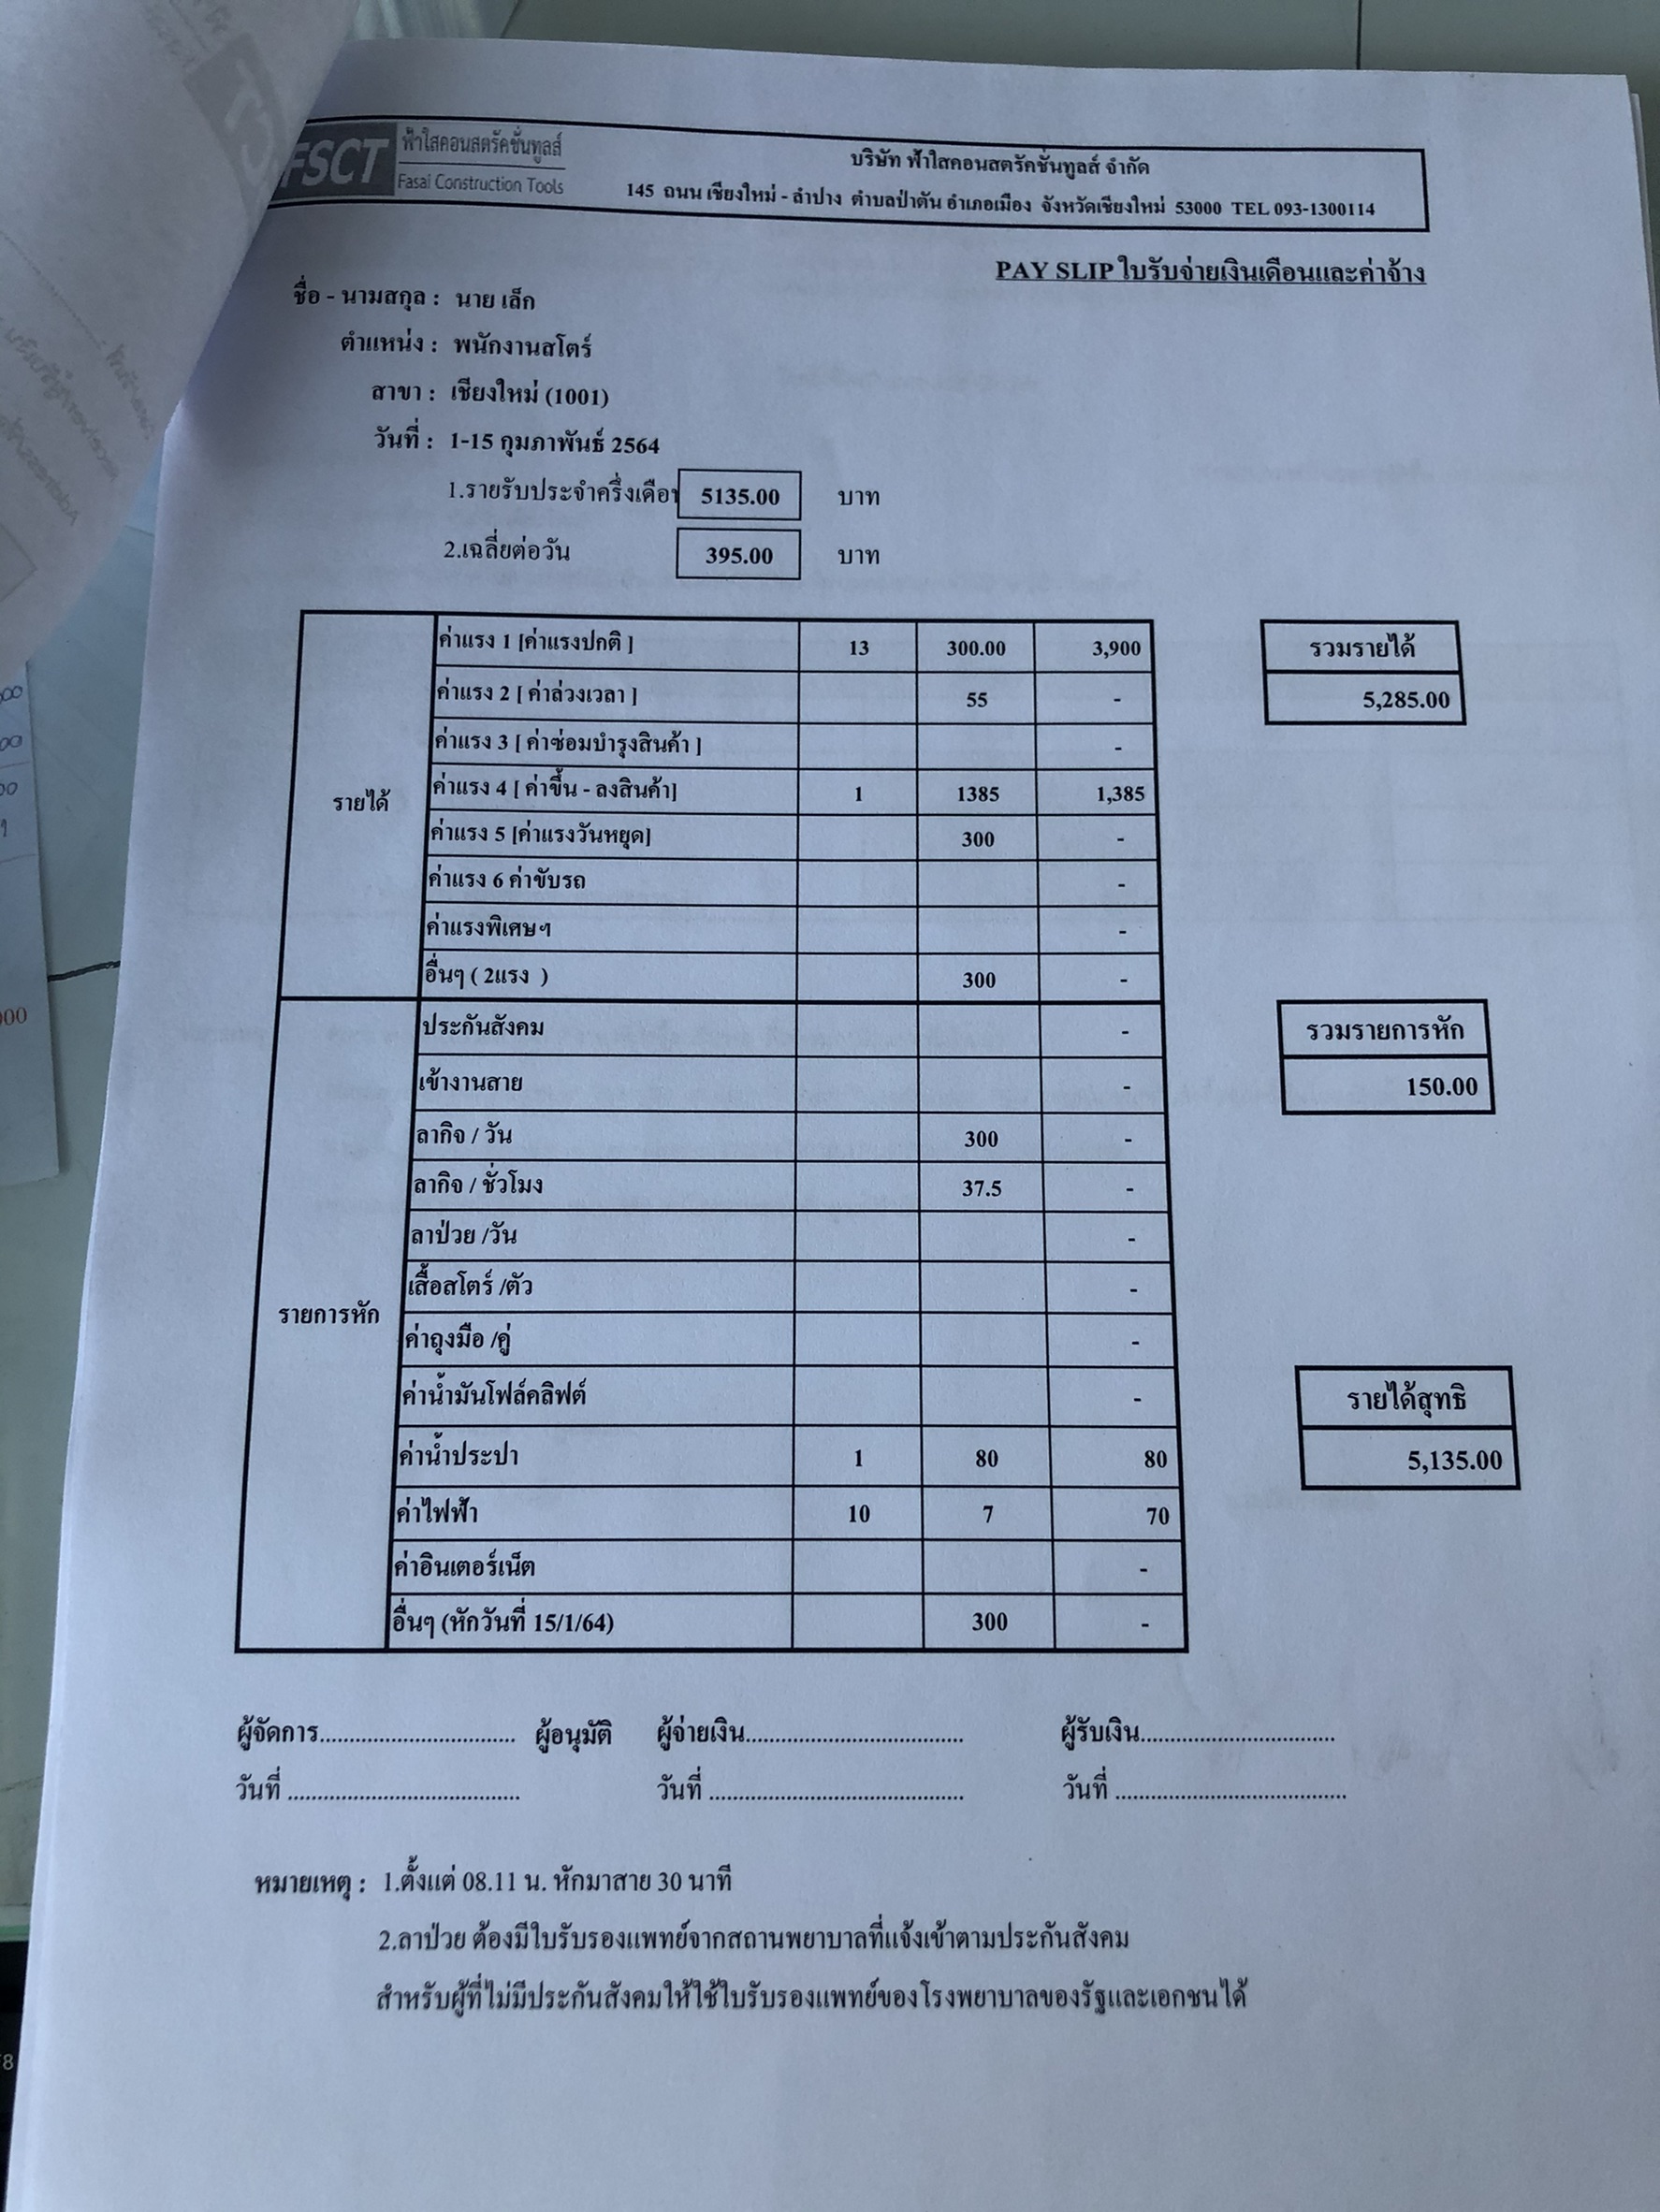 FSCT
ฟ้าใสคอนสตรัคชั่นทูลส์
Fasai Construction Tools
บริษัท ฟ้าใสคอนสตรัคชั่นทูลส์ จำกัด
145 ถนน เชียงใหม่ - ลำปาง ตำบลป่าตัน อำเภอเมือง จังหวัดเชียงใหม่ 53000 TEL 093-1300114
PAY SLIP ใบรับจ่ายเงินเดือนและค่าจ้าง
ชื่อ - นามสกุล : นาย เล็ก
ตำแหน่ง : พนักงานสโตร์
สาขา : เชียงใหม่ (1001)
วันที่ : 1-15 กุมภาพันธ์ 2564
1.รายรับประจำครึ่งเดือน 5135.00 บาท
2.เฉลี่ยต่อวัน 395.00 บาท
รายได้
ค่าแรง 1 [ค่าแรงปกติ ] 13 300.00 3,900
ค่าแรง 2 [ ค่าล่วงเวลา ] 55 -
ค่าแรง 3 [ ค่าซ่อมบำรุงสินค้า ] -
ค่าแรง 4 [ ค่าขึ้น - ลงสินค้า] 1 1385 1,385
ค่าแรง 5 [ค่าแรงวันหยุด] 300 -
ค่าแรง 6 ค่าขับรถ -
ค่าแรงพิเศษฯ -
อื่นๆ ( 2แรง ) 300 -
รวมรายได้
5,285.00
รายการหัก
ประกันสังคม -
เข้างานสาย -
ลากิจ / วัน 300 -
ลากิจ / ชั่วโมง 37.5 -
ลาป่วย /วัน -
เสื้อสโตร์ /ตัว -
ค่าถุงมือ /คู่ -
ค่าน้ำมันโฟล์คลิฟต์ -
ค่าน้ำประปา 1 80 80
ค่าไฟฟ้า 10 7 70
ค่าอินเตอร์เน็ต -
อื่นๆ (หักวันที่ 15/1/64) 300 -
รวมรายการหัก
150.00
รายได้สุทธิ
5,135.00
ผู้จัดการ................................. ผู้อนุมัติ ผู้จ่ายเงิน..................................... ผู้รับเงิน.................................
วันที่ ....................................... วันที่ ........................................... วันที่ .......................................
หมายเหตุ : 1.ตั้งแต่ 08.11 น. หักมาสาย 30 นาที
2.ลาป่วย ต้องมีใบรับรองแพทย์จากสถานพยาบาลที่แจ้งเข้าตามประกันสังคม
สำหรับผู้ที่ไม่มีประกันสังคมให้ใช้ใบรับรองแพทย์ของโรงพยาบาลของรัฐและเอกชนได้